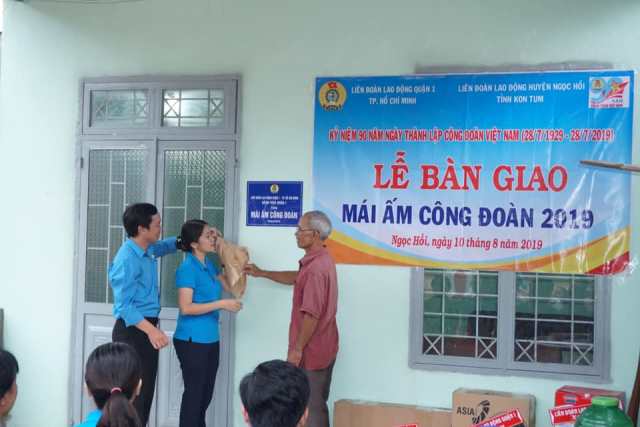 LIÊN ĐOÀN LAO ĐỘNG QUẬN 1
TP. HỒ CHÍ MINH
LIÊN ĐOÀN LAO ĐỘNG HUYỆN NGỌC HỒI
TỈNH KON TUM
KỶ NIỆM 90 NĂM NGÀY THÀNH LẬP CÔNG ĐOÀN VIỆT NAM (28/7/1929 - 28/7/2019)
LỄ BÀN GIAO
MÁI ẤM CÔNG ĐOÀN 2019
Ngọc Hồi, ngày 10 tháng 8 năm 2019
MÁI ẤM CÔNG ĐOÀN
ASIA